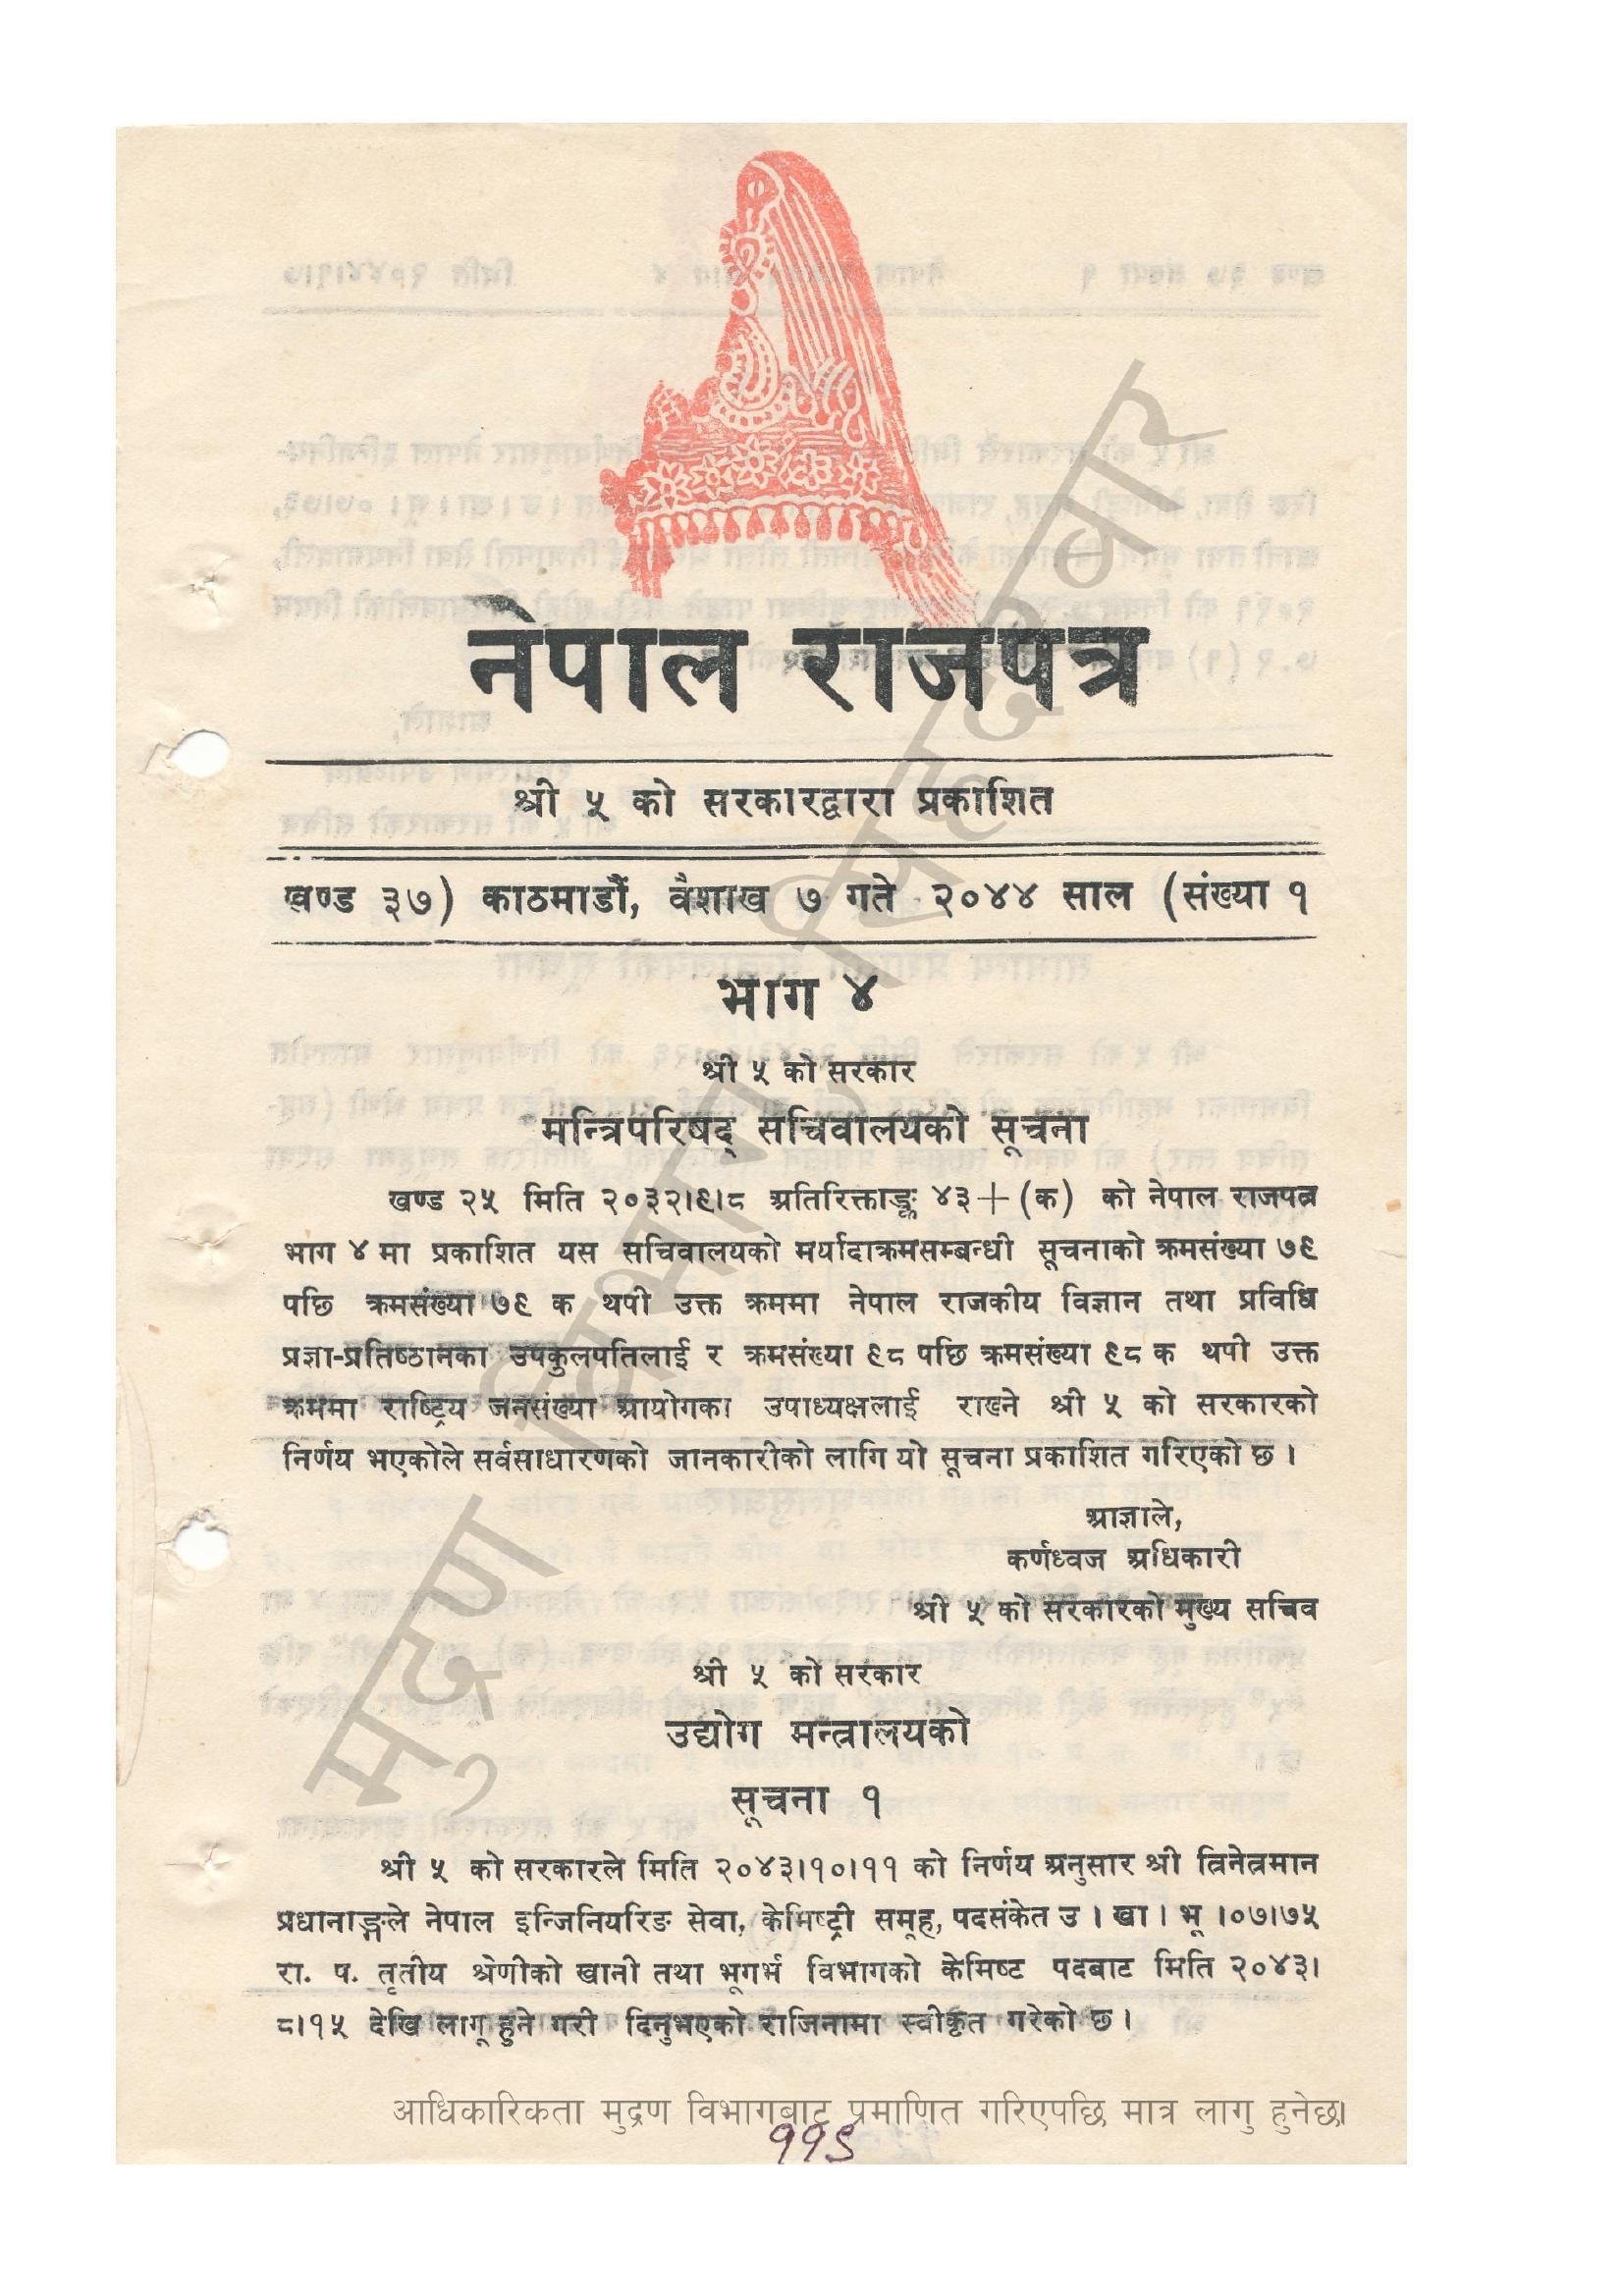 नेपाल राजपत्र
श्री ५ को सरकारद्वारा प्रकाशित
खण्ड ३७) काठमाडौं, वैशाख ७ गते २०४४ साल (संख्या १
भाग ४
श्री ५ को सरकार
मन्त्रिपरिषद् सचिवालयको सूचना
खण्ड २५ मिति २०३२।९।८ अतिरिक्ताङ्क ४३+(क) को नेपाल राजपत्र
भाग ४ मा प्रकाशित यस सचिवालयको मर्यादाक्रमसम्बन्धी सूचनाको क्रमसंख्या ७९
पछि क्रमसंख्या ७९ क थपी उक्त क्रममा नेपाल राजकीय विज्ञान तथा प्रविधि
प्रज्ञा-प्रतिष्ठानका उपकुलपतिलाई र क्रमसंख्या ९८ पछि क्रमसंख्या ९८ क थपी उक्त
क्रममा राष्ट्रिय जनसंख्या आयोगका उपाध्यक्षलाई राख्ने श्री ५ को सरकारको
निर्णय भएकोले सर्वसाधारणको जानकारीको लागि यो सूचना प्रकाशित गरिएको छ ।
आज्ञाले,
कर्णध्वज अधिकारी
श्री ५ को सरकारको मुख्य सचिव
श्री ५ को सरकार
उद्योग मन्त्रालयको
सूचना १
श्री ५ को सरकारले मिति २०४३।१०।११ को निर्णय अनुसार श्री त्रिनेत्रमान
प्रधानाङ्गले नेपाल इन्जिनियरिङ सेवा, केमिष्ट्री समूह, पदसंकेत उ । खा । भू ।०७।७५
रा. प. तृतीय श्रेणीको खानी तथा भूगर्भ विभागको केमिष्ट पदबाट मिति २०४३।
८।१५ देखि लागू हुने गरी दिनुभएको राजिनामा स्वीकृत गरेको छ ।
मुद्रण विभाग, सिंहदरवार
आधिकारिकता मुद्रण विभागबाट प्रमाणित गरिएपछि मात्र लागु हुनेछ।